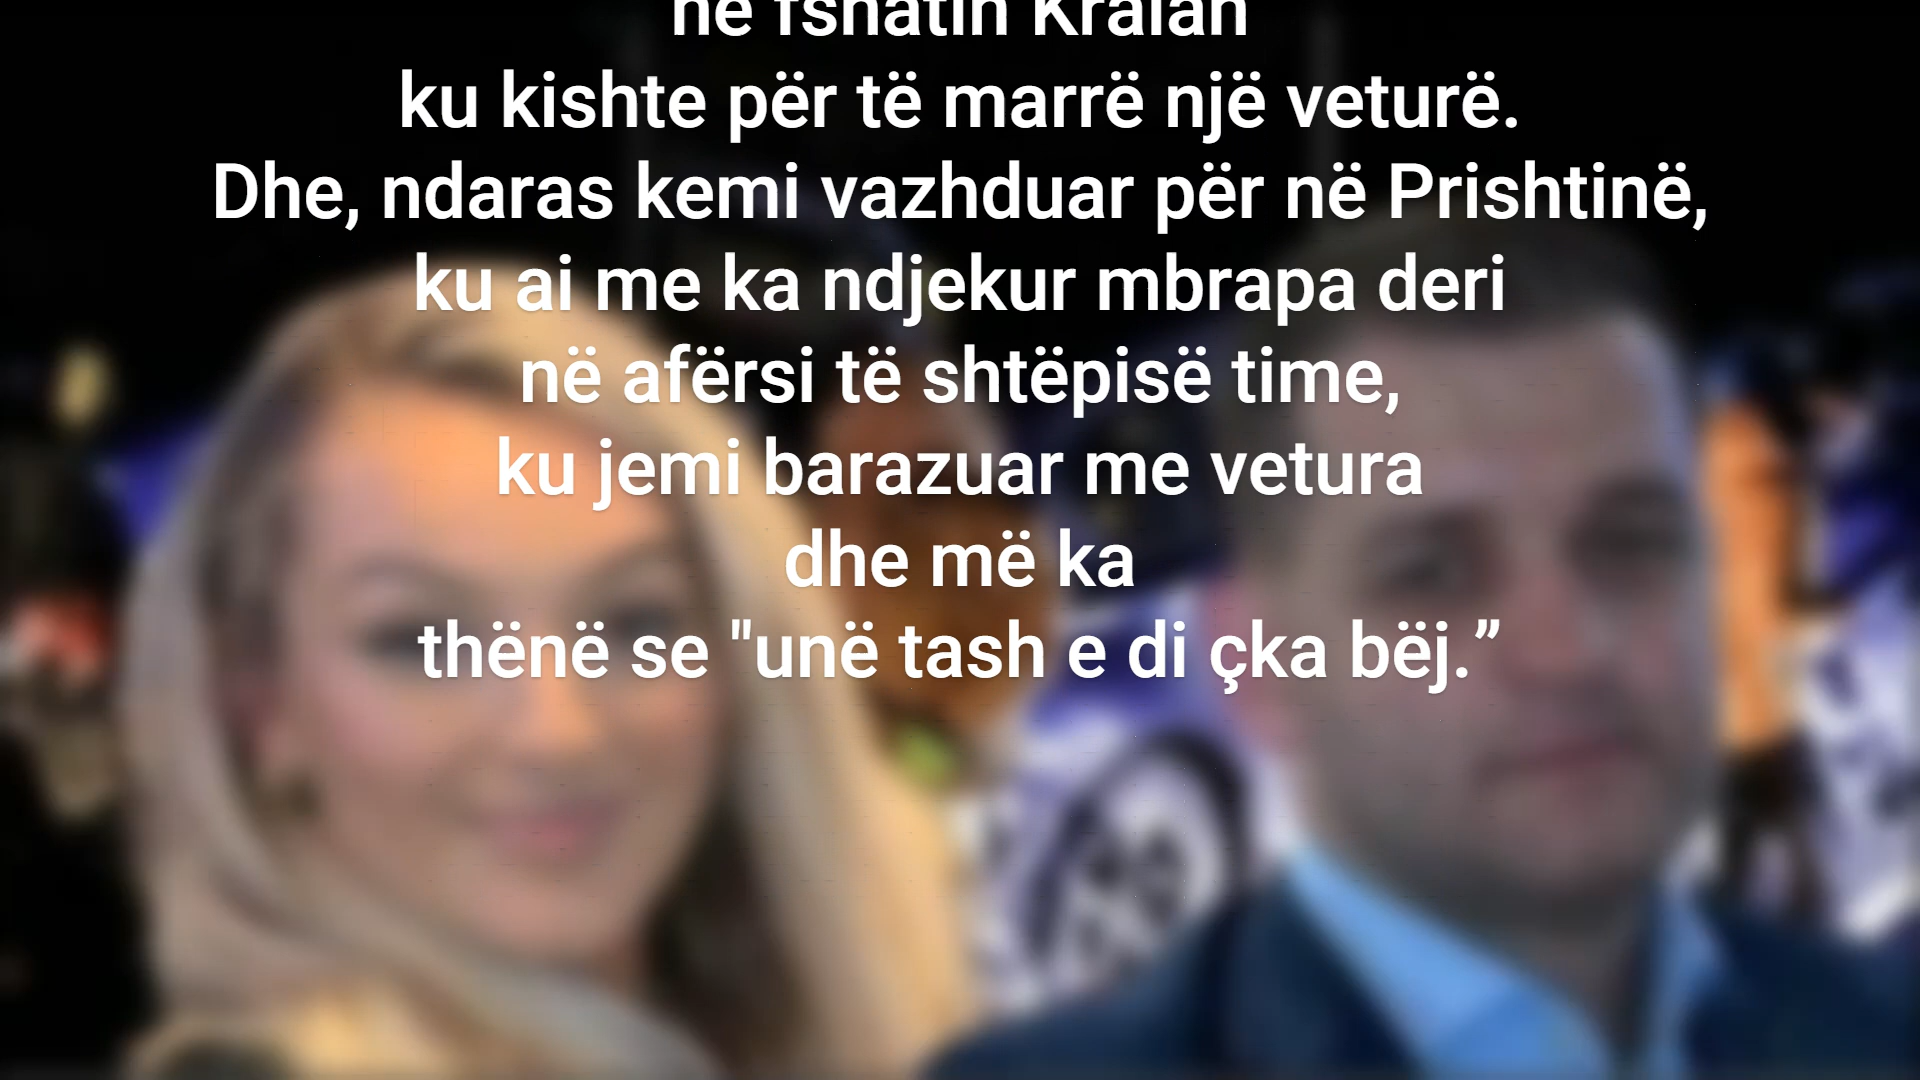 në fshatin Kralan
ku kishte për të marrë një veturë.
Dhe, ndaras kemi vazhduar për në Prishtinë,
ku ai me ka ndjekur mbrapa deri
në afërsi të shtëpisë time,
ku jemi barazuar me vetura
dhe më ka
thënë se "unë tash e di çka bëj.”